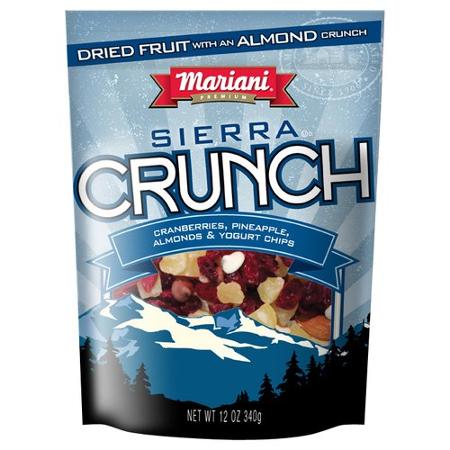 DRIED FRUIT WITH AN ALMOND CRUNCH
Mariani
PREMIUM
SIERRA
CRUNCH
CRANBERRIES, PINEAPPLE,
ALMONDS & YOGURT CHIPS
NET WT 12 OZ 340g